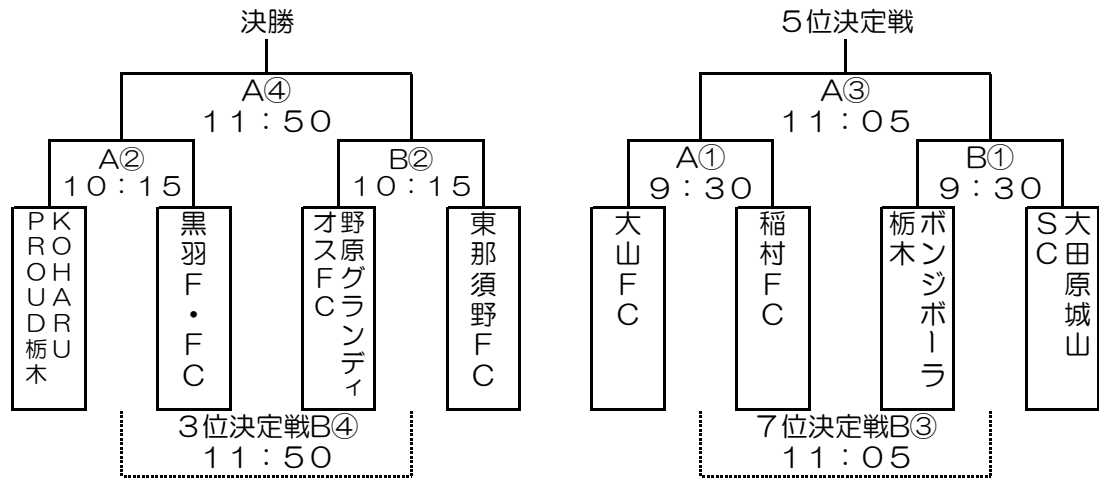 決勝
A④
11:50
A②
10:15
B②
10:15
KOHARU
PROUD栃木
黒羽F・FC
野原グランディ
オスFC
東那須野FC
3位決定戦B④
11:50
5位決定戦
A③
11:05
A①
9:30
B①
9:30
大山FC
稲村FC
ボンジボーラ
栃木
大田原城山
SC
7位決定戦B③
11:05